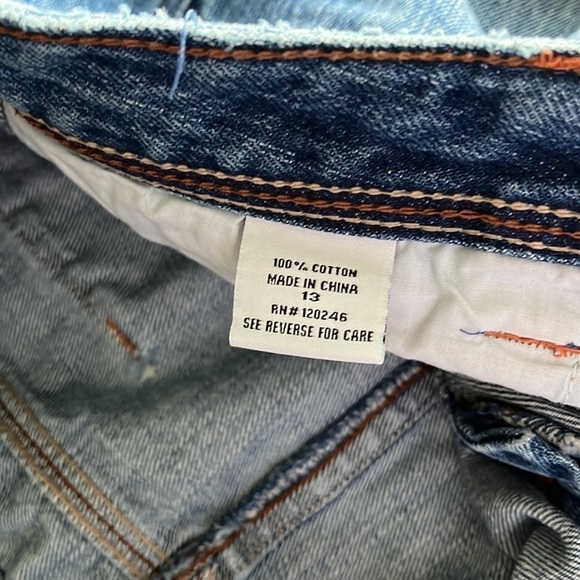 100% COTTON
MADE IN CHINA
13
RN# 120246
SEE REVERSE FOR CARE